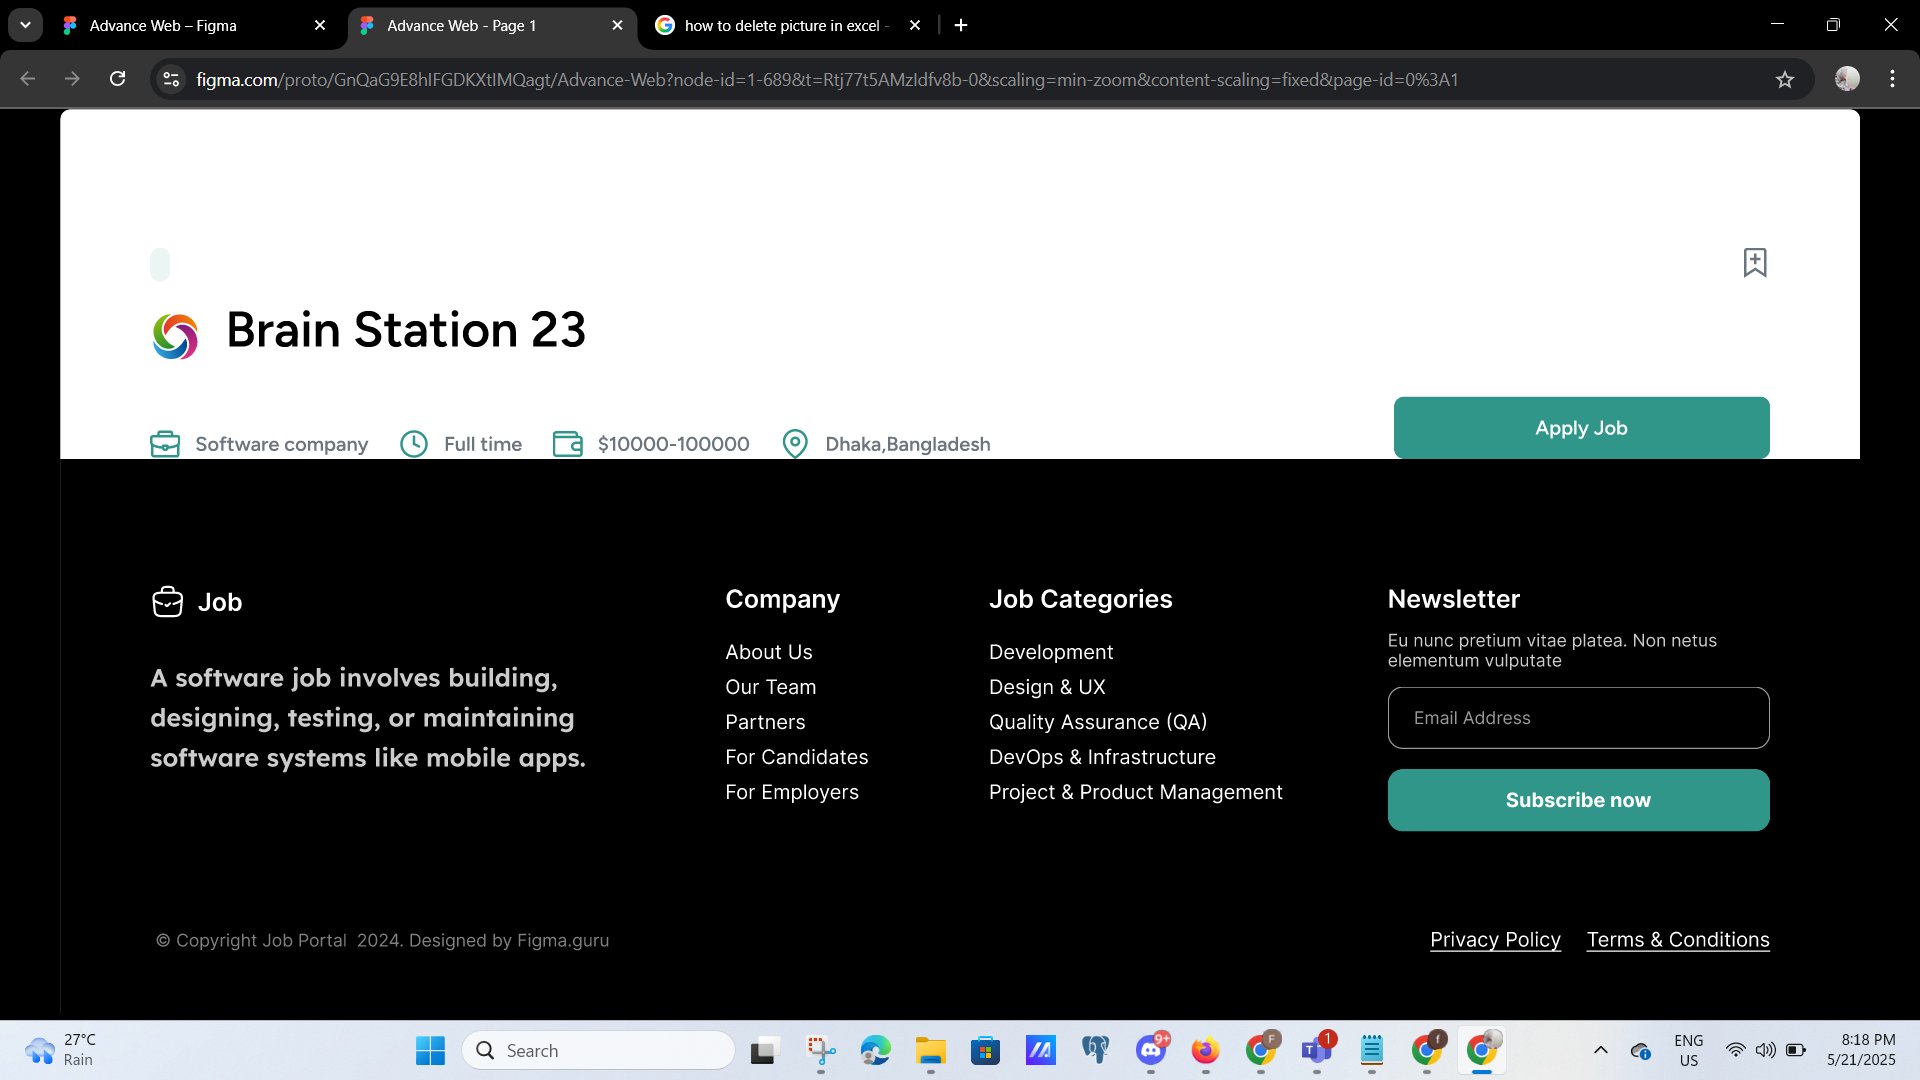 Advance Web – Figma
Advance Web - Page 1
how to delete picture in excel -
figma.com/proto/GnQaG9E8hIFGDKXtIMQagt/Advance-Web?node-id=1-689&t=Rtj77t5AMzIdfv8b-0&scaling=min-zoom&content-scaling=fixed&page-id=0%3A1
Brain Station 23
Software company
Full time
$10000-100000
Dhaka,Bangladesh
Apply Job
Job
A software job involves building,
designing, testing, or maintaining
software systems like mobile apps.
Company
About Us
Our Team
Partners
For Candidates
For Employers
Job Categories
Development
Design & UX
Quality Assurance (QA)
DevOps & Infrastructure
Project & Product Management
Newsletter
Eu nunc pretium vitae platea. Non netus
elementum vulputate
Email Address
Subscribe now
© Copyright Job Portal 2024. Designed by Figma.guru
Privacy Policy
Terms & Conditions
27°C
Rain
Search
9+
F
1
f
ENG
US
8:18 PM
5/21/2025